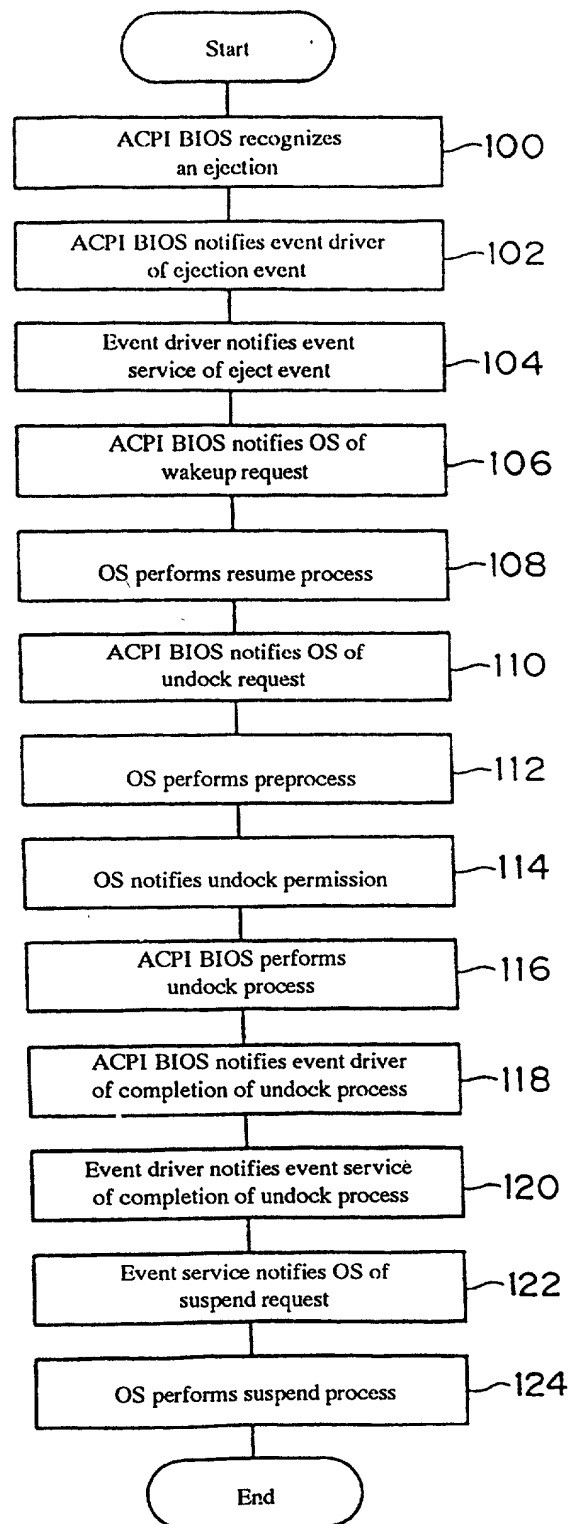 Start
ACPI BIOS recognizes
an ejection
100
ACPI BIOS notifies event driver
of ejection event
102
Event driver notifies event
service of eject event
104
ACPI BIOS notifies OS of
wakeup request
106
OS performs resume process
108
ACPI BIOS notifies OS of
undock request
110
OS performs preprocess
112
OS notifies undock permission
114
ACPI BIOS performs
undock process
116
ACPI BIOS notifies event driver
of completion of undock process
118
Event driver notifies event service
of completion of undock process
120
Event service notifies OS of
suspend request
122
OS performs suspend process
124
End